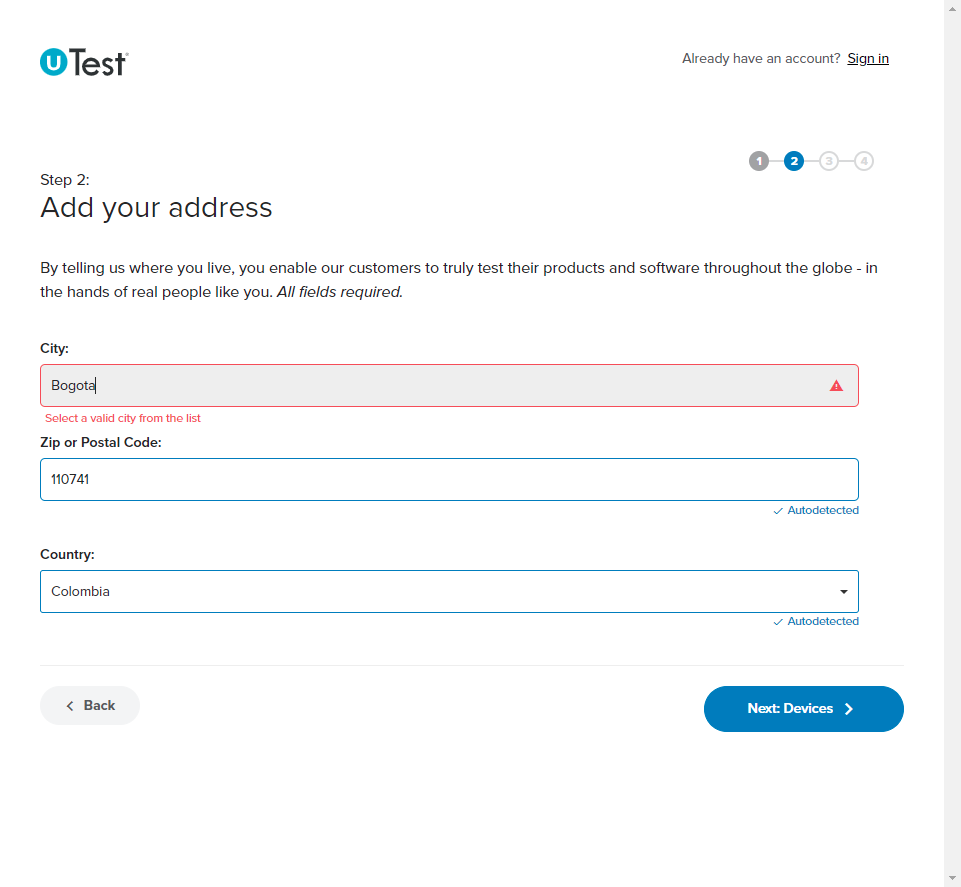 uTest
Already have an account? Sign in
1 2 3 4
Step 2:
Add your address
By telling us where you live, you enable our customers to truly test their products and software throughout the globe - in
the hands of real people like you. All fields required.
City:
Bogota
Select a valid city from the list
Zip or Postal Code:
110741
Autodetected
Country:
Colombia
Autodetected
Back
Next: Devices